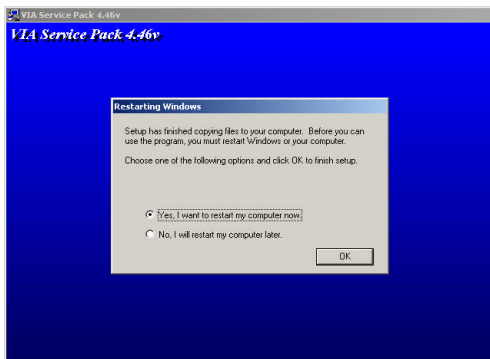 VIA Service Pack 4.46v
VIA Service Pack 4.46v
Restarting Windows
Setup has finished copying files to your computer.  Before you can
use the program, you must restart Windows or your computer.
Choose one of the following options and click OK to finish setup.
Yes, I want to restart my computer now.
No, I will restart my computer later.
OK